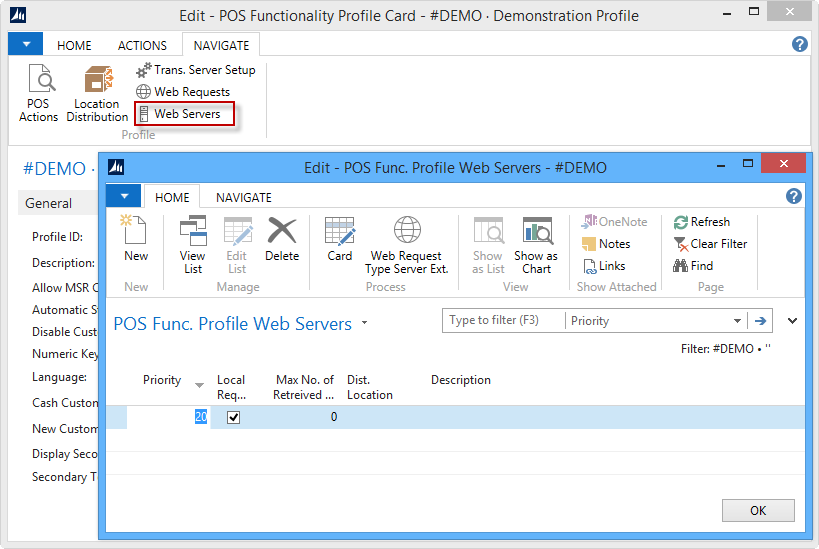 Edit - POS Functionality Profile Card - #DEMO · Demonstration Profile
HOME ACTIONS NAVIGATE
POS Actions
Location Distribution
Trans. Server Setup
Web Requests
Web Servers
Profile
#DEMO ·
General
Profile ID:
Description:
Allow MSR C
Automatic S
Disable Cust
Numeric Key
Language:
Cash Custom
New Custom
Display Seco
Secondary T
Edit - POS Func. Profile Web Servers - #DEMO
HOME NAVIGATE
New
View List
Edit List
Delete
Card
Web Request Type Server Ext.
Show as List
Show as Chart
OneNote
Notes
Links
Refresh
Clear Filter
Find
New Manage Process View Show Attached Page
POS Func. Profile Web Servers
Type to filter (F3) Priority
Filter: #DEMO • ''
Priority Local Req... Max No. of Retreived ... Dist. Location Description
20 0
OK